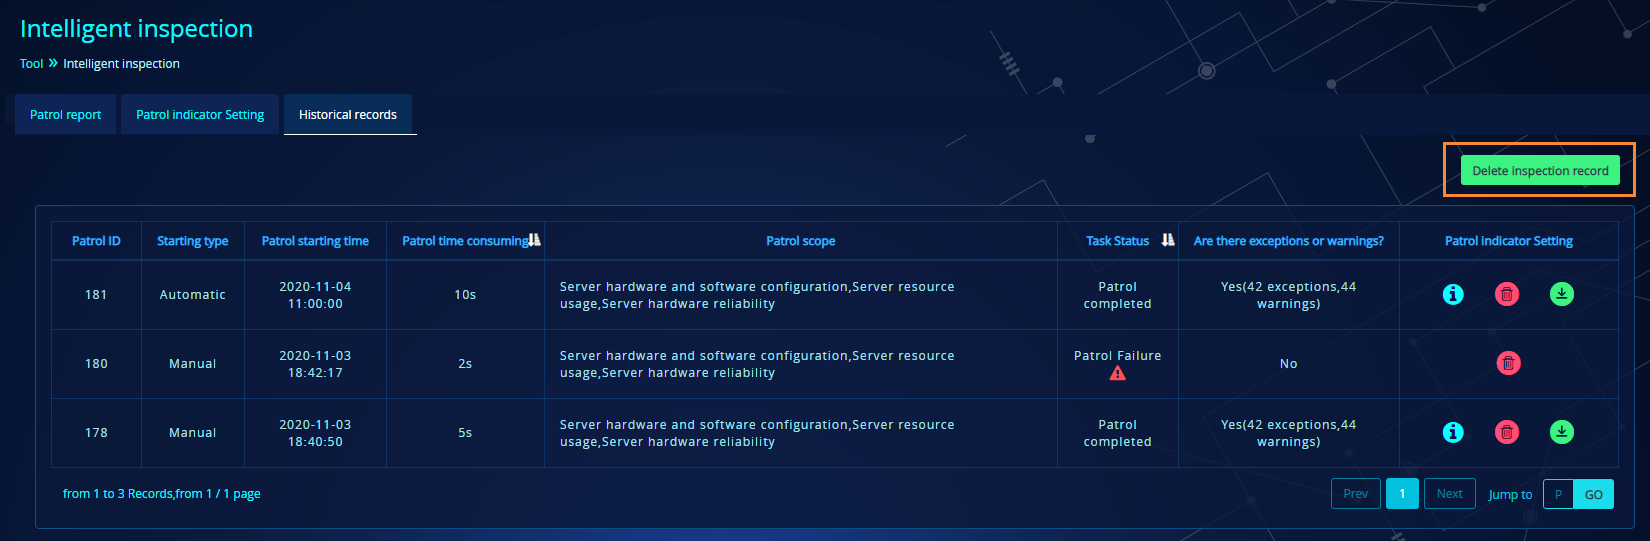 Intelligent inspection
Tool » Intelligent inspection
Patrol report
Patrol indicator Setting
Historical records
Delete inspection record
Patrol ID
Starting type
Patrol starting time
Patrol time consuming
Patrol scope
Task Status
Are there exceptions or warnings?
Patrol indicator Setting
181
Automatic
2020-11-04
11:00:00
10s
Server hardware and software configuration,Server resource
usage,Server hardware reliability
Patrol
completed
Yes(42 exceptions,44
warnings)
180
Manual
2020-11-03
18:42:17
2s
Server hardware and software configuration,Server resource
usage,Server hardware reliability
Patrol Failure
No
178
Manual
2020-11-03
18:40:50
5s
Server hardware and software configuration,Server resource
usage,Server hardware reliability
Patrol
completed
Yes(42 exceptions,44
warnings)
from 1 to 3 Records,from 1 / 1 page
Prev
1
Next
Jump to
P
GO